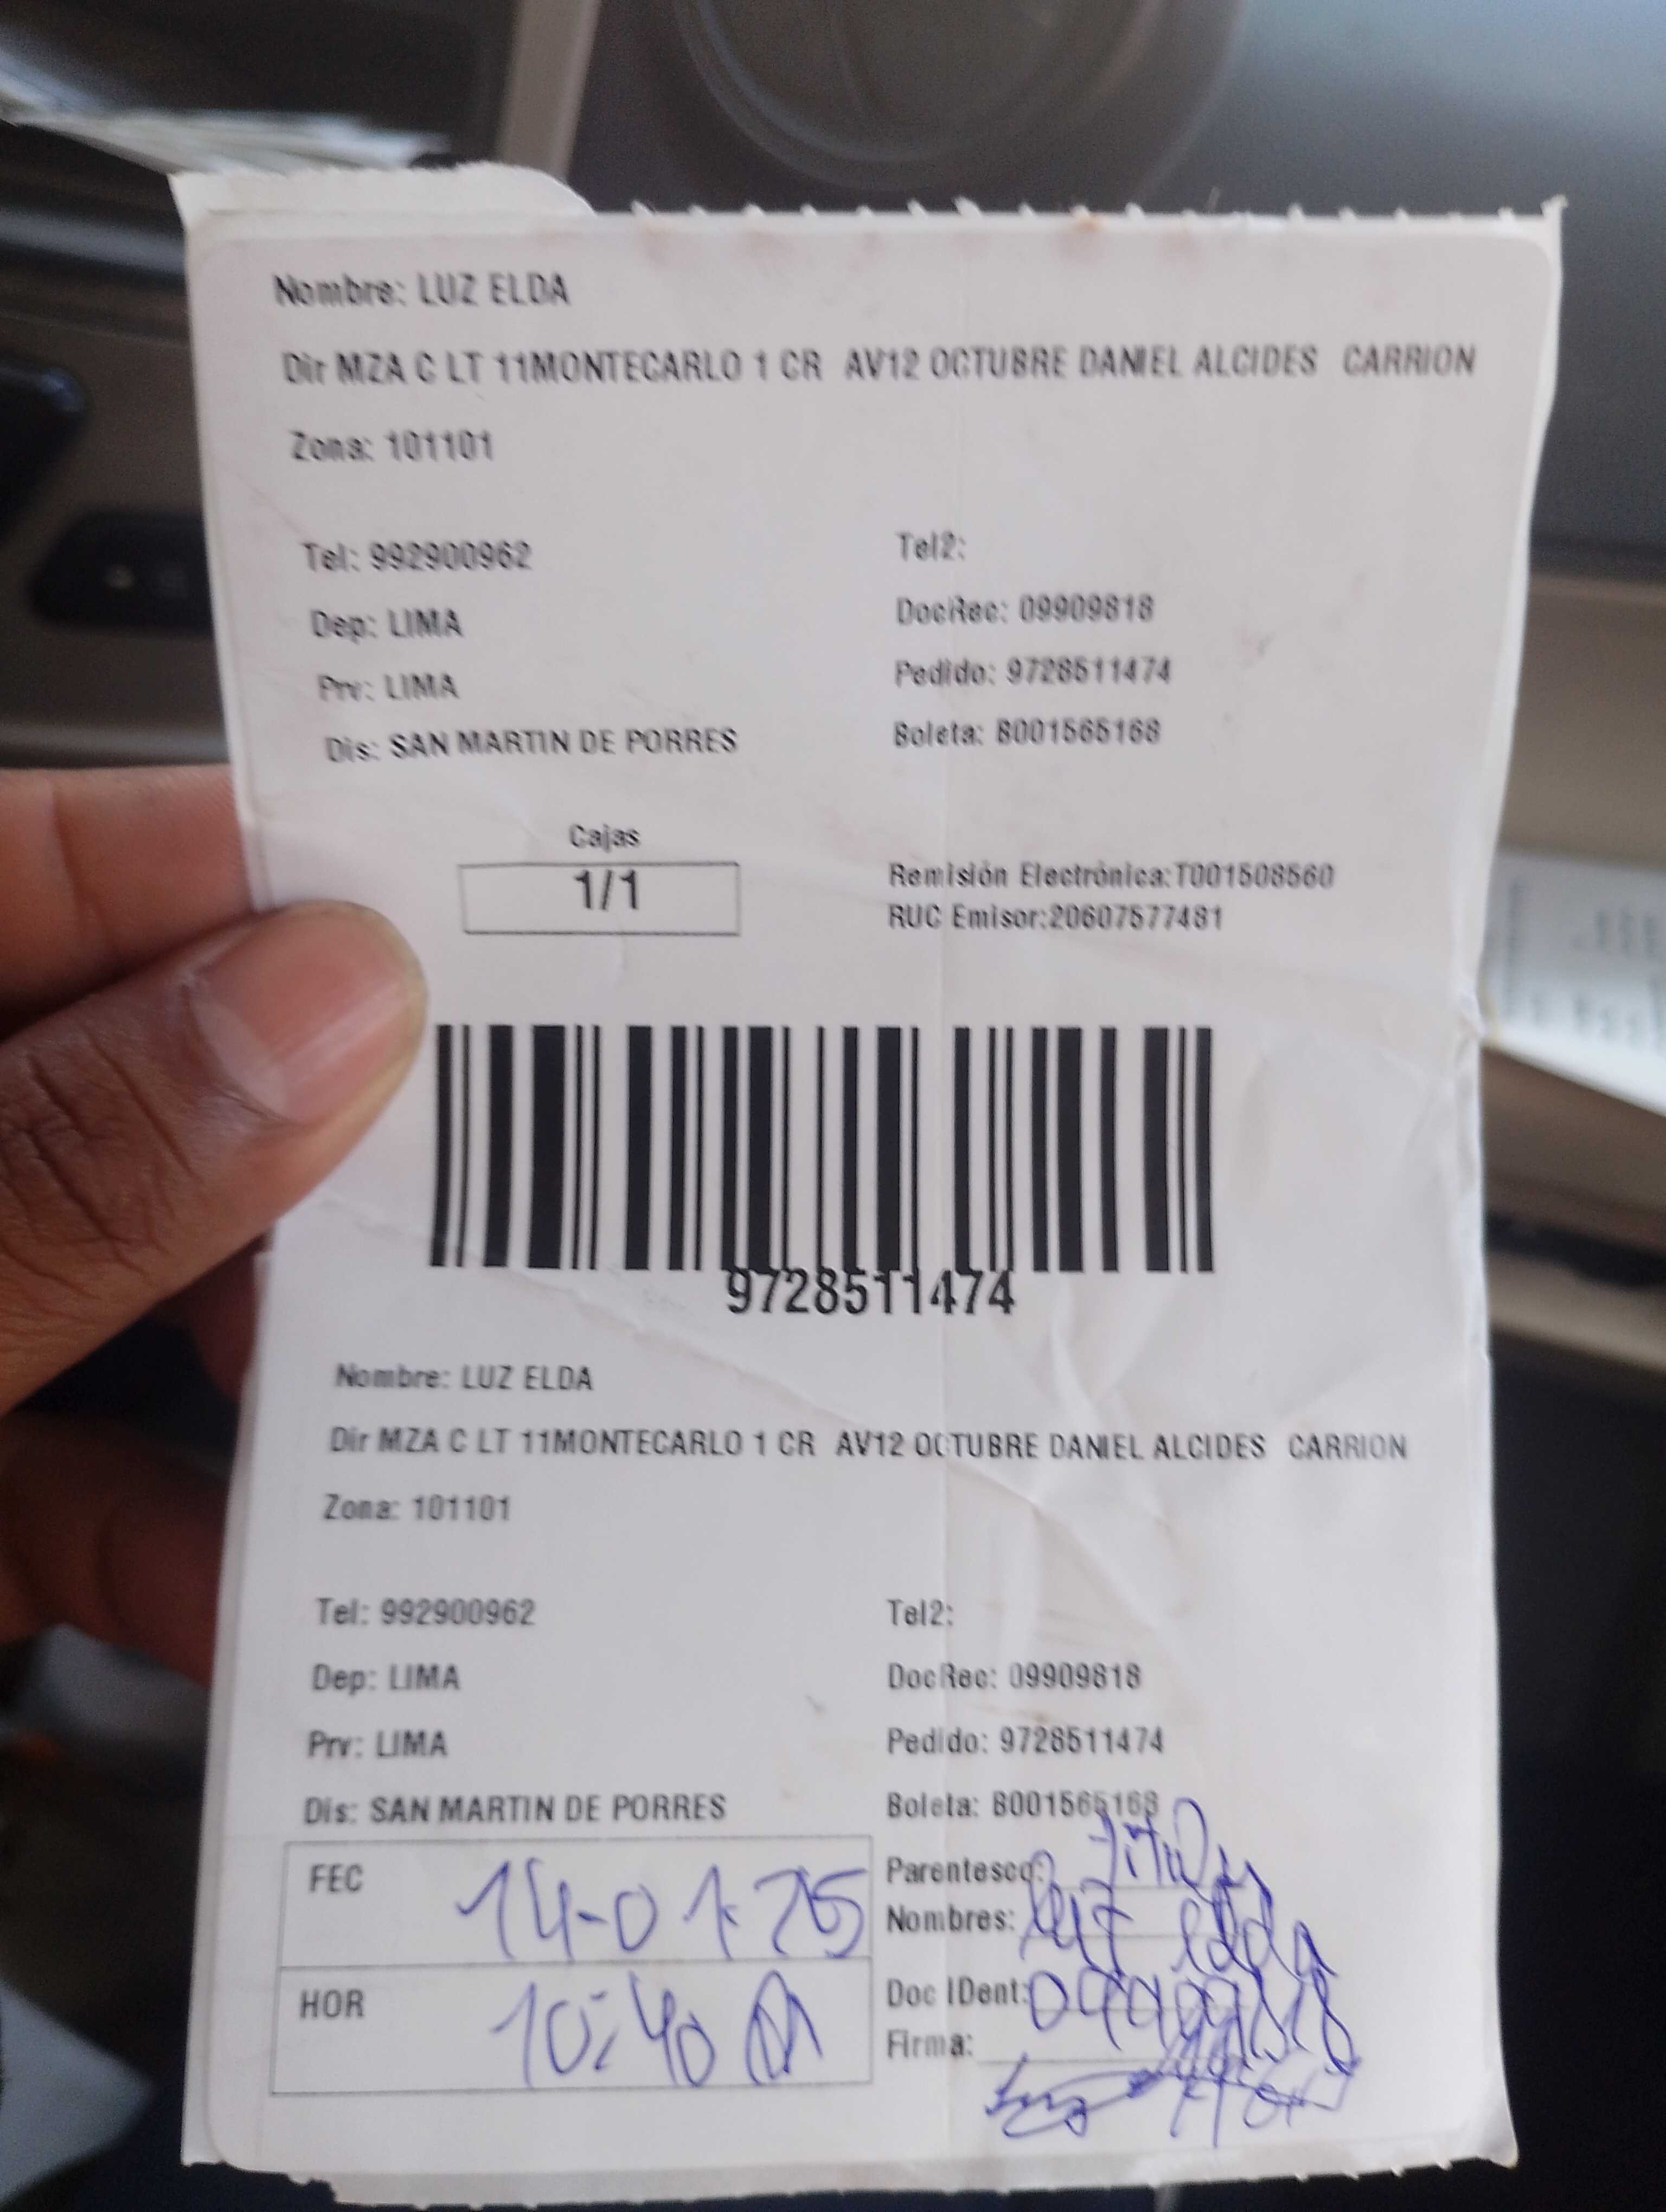 Nombre: LUZ ELDA
Dir MZA C LT 11MONTECARLO 1 CR AV12 OCTUBRE DANIEL ALCIDES CARRION
Zona: 101101
Tel: 992900962 Tel2:
Dep: LIMA DocRec: 09909818
Prv: LIMA Pedido: 9728511474
Dis: SAN MARTIN DE PORRES Boleta: B001565168
Cajas
1/1
Remisión Electrónica:T001508560
RUC Emisor:20607577481
9728511474
Nombre: LUZ ELDA
Dir MZA C LT 11MONTECARLO 1 CR AV12 OCTUBRE DANIEL ALCIDES CARRION
Zona: 101101
Tel: 992900962 Tel2:
Dep: LIMA DocRec: 09909818
Prv: LIMA Pedido: 9728511474
Dis: SAN MARTIN DE PORRES Boleta: B001565168
FEC 14-01-25
HOR 10:40 A
Parentesco:
Nombres: luz elda
Doc IDent: 09909818
Firma: